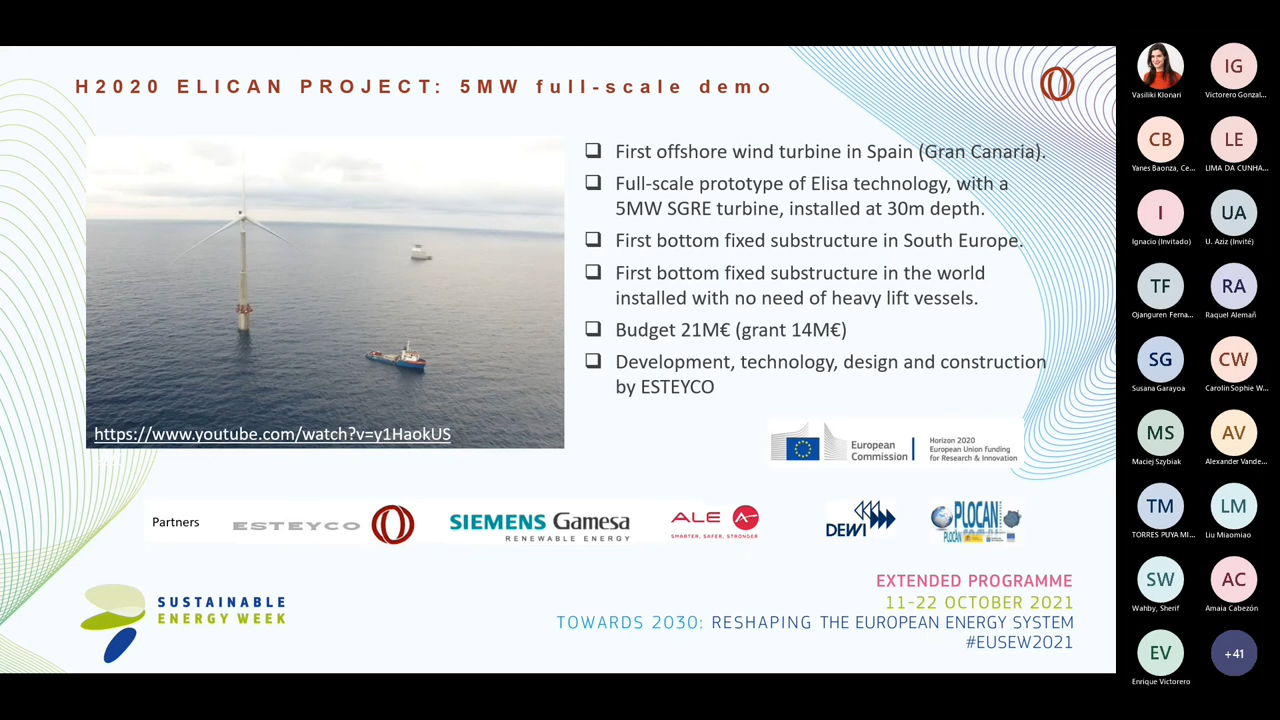 H2020 ELICAN PROJECT: 5MW full-scale demo
First offshore wind turbine in Spain (Gran Canaria).
Full-scale prototype of Elisa technology, with a
5MW SGRE turbine, installed at 30m depth.
First bottom fixed substructure in South Europe.
First bottom fixed substructure in the world
installed with no need of heavy lift vessels.
Budget 21M€ (grant 14M€)
Development, technology, design and construction
by ESTEYCO
https://www.youtube.com/watch?v=y1HaokUS
European
Commission
Horizon 2020
European Union funding
for Research & Innovation
Partners
ESTEYCO
SIEMENS Gamesa
RENEWABLE ENERGY
ALE
SMARTER, SAFER, STRONGER
DEWI
PLOCAN
PLOCAN
SUSTAINABLE
ENERGY WEEK
EXTENDED PROGRAMME
11-22 OCTOBER 2021
TOWARDS 2030: RESHAPING THE EUROPEAN ENERGY SYSTEM
#EUSEW2021
Vasiliki Klonari
IG
Victorero Gonzal...
CB
Yanes Baonza, Ce...
LE
LIMA DA CUNHA...
I
Ignacio (Invitado)
UA
U. Aziz (Invité)
TF
Ojanguren Ferna...
RA
Raquel Alemañ
SG
Susana Garayoa
CW
Carolin Sophie W...
MS
Maciej Szybiak
AV
Alexander Vande...
TM
TORRES PUYA MI...
LM
Liu Miaomiao
SW
Wahby, Sherif
AC
Amaia Cabezón
EV
Enrique Victorero
+41